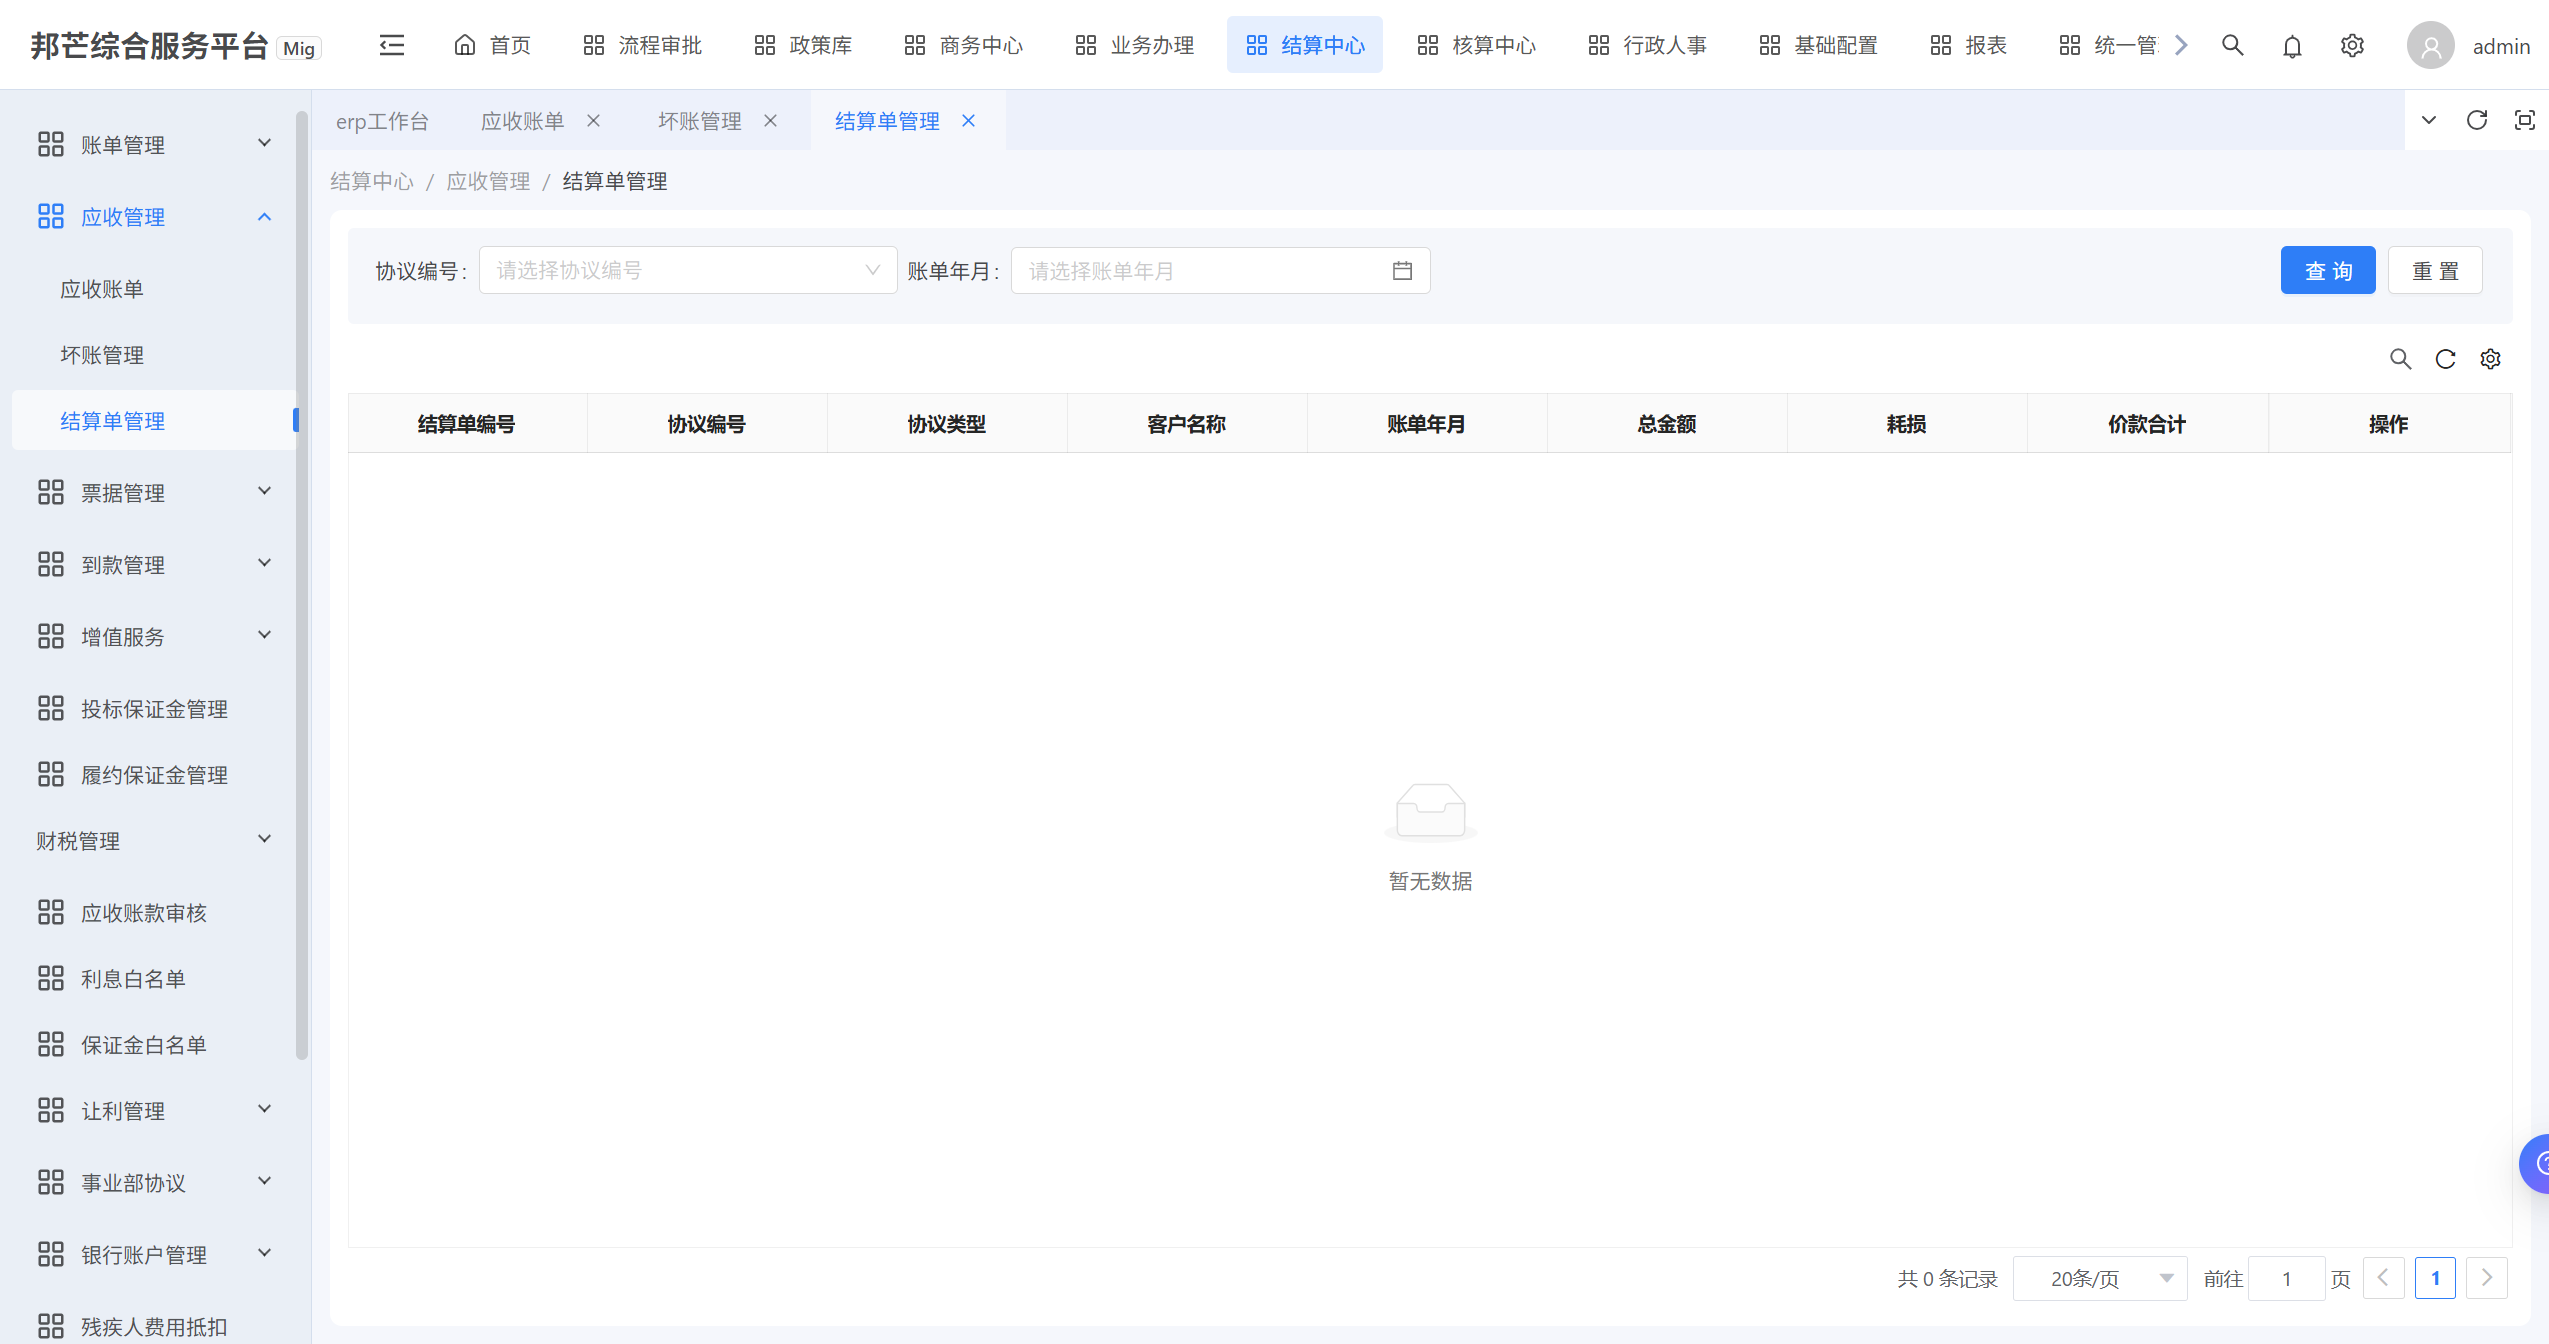 邦芒综合服务平台 Mig
首页 流程审批 政策库 商务中心 业务办理 结算中心 核算中心 行政人事 基础配置 报表 统一管 admin
账单管理
应收管理
应收账单
坏账管理
结算单管理
票据管理
到款管理
增值服务
投标保证金管理
履约保证金管理
财税管理
应收账款审核
利息白名单
保证金白名单
让利管理
事业部协议
银行账户管理
残疾人费用抵扣
erp工作台 应收账单 坏账管理 结算单管理
结算中心 / 应收管理 / 结算单管理
协议编号: 请选择协议编号 账单年月: 请选择账单年月 查 询 重 置
结算单编号 协议编号 协议类型 客户名称 账单年月 总金额 耗损 价款合计 操作
暂无数据
共 0 条记录 20条/页 前往 1 页 1